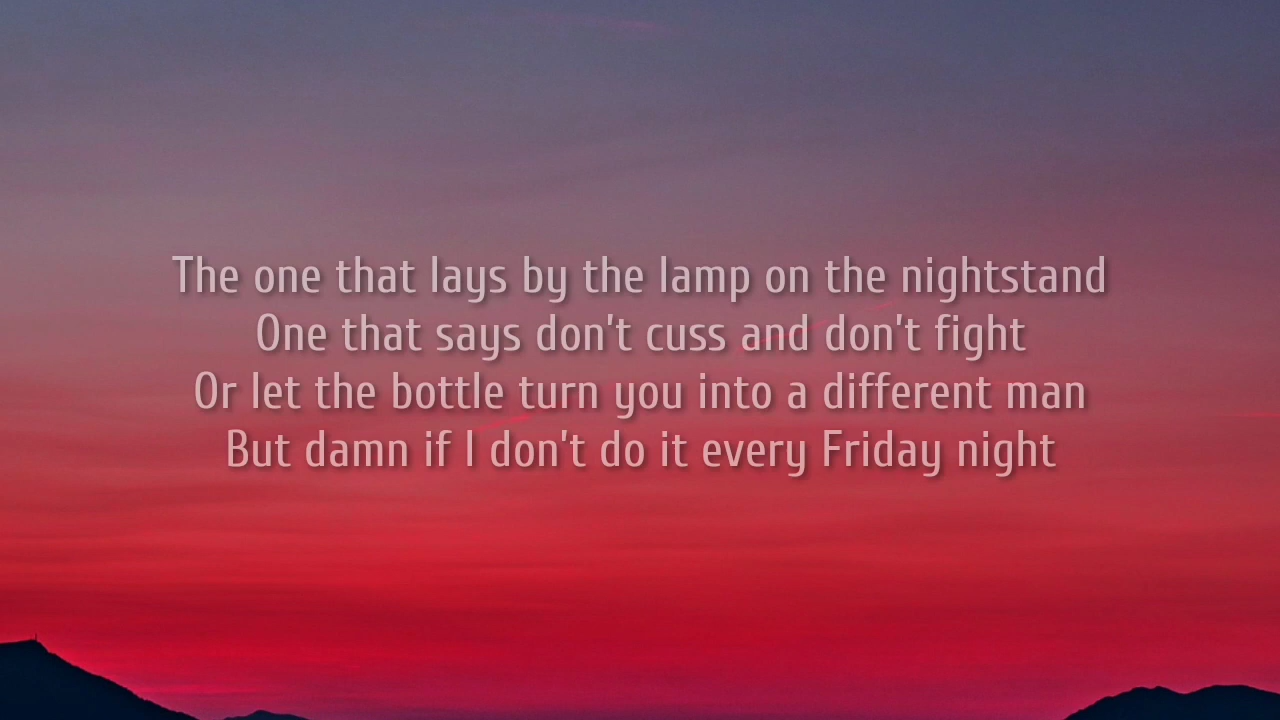 The one that lays by the lamp on the nightstand
One that says don't cuss and don't fight
Or let the bottle turn you into a different man
But damn if I don't do it every Friday night